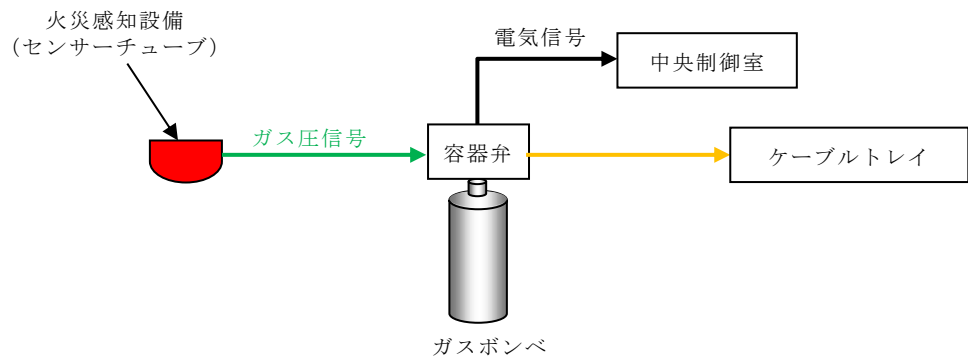 火災感知設備
（センサーチューブ）
電気信号
中央制御室
ガス圧信号
容器弁
ケーブルトレイ
ガスボンベ